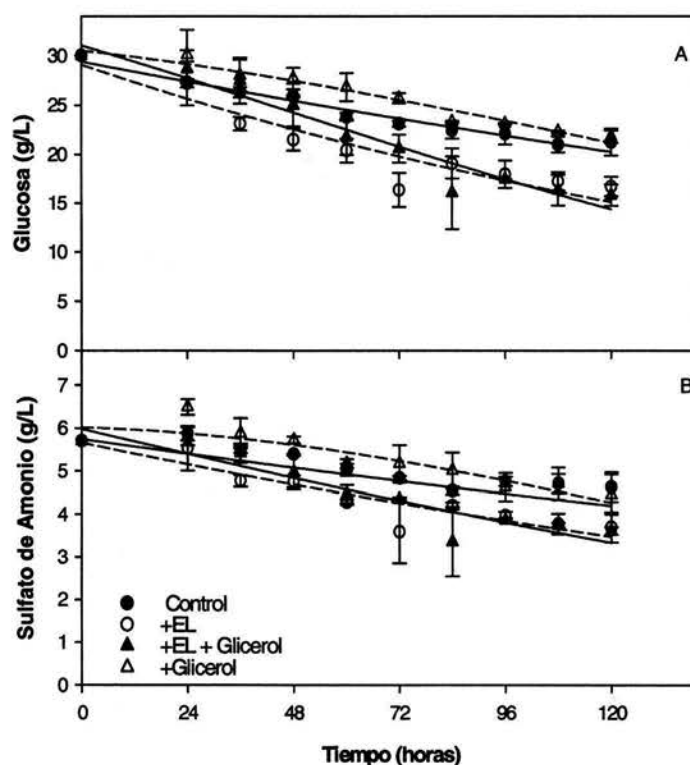 A
Glucosa (g/L)
35
30
25
20
15
10
5
0
B
Sulfato de Amonio (g/L)
7
6
5
4
3
2
1
0
Control
+EL
+EL + Glicerol
+Glicerol
0 24 48 72 96 120
Tiempo (horas)